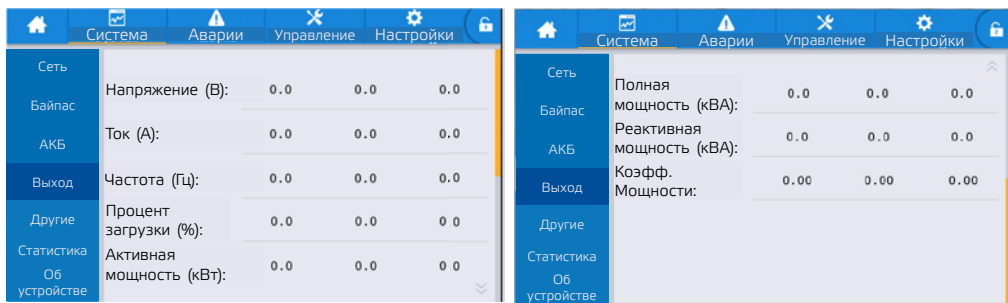 Система Аварии Управление Настройки
Сеть
Байпас
АКБ
Выход
Другие
Статистика
Об
устройстве
Напряжение (В): 0.0 0.0 0.0
Ток (А): 0.0 0.0 0.0
Частота (Гц): 0.0 0.0 0.0
Процент
загрузки (%): 0.0 0.0 0.0
Активная
мощность (кВт): 0.0 0.0 0.0
Система Аварии Управление Настройки
Сеть
Байпас
АКБ
Выход
Другие
Статистика
Об
устройстве
Полная
мощность (кВА): 0.0 0.0 0.0
Реактивная
мощность (кВА): 0.0 0.0 0.0
Коэфф.
Мощности: 0.00 0.00 0.00